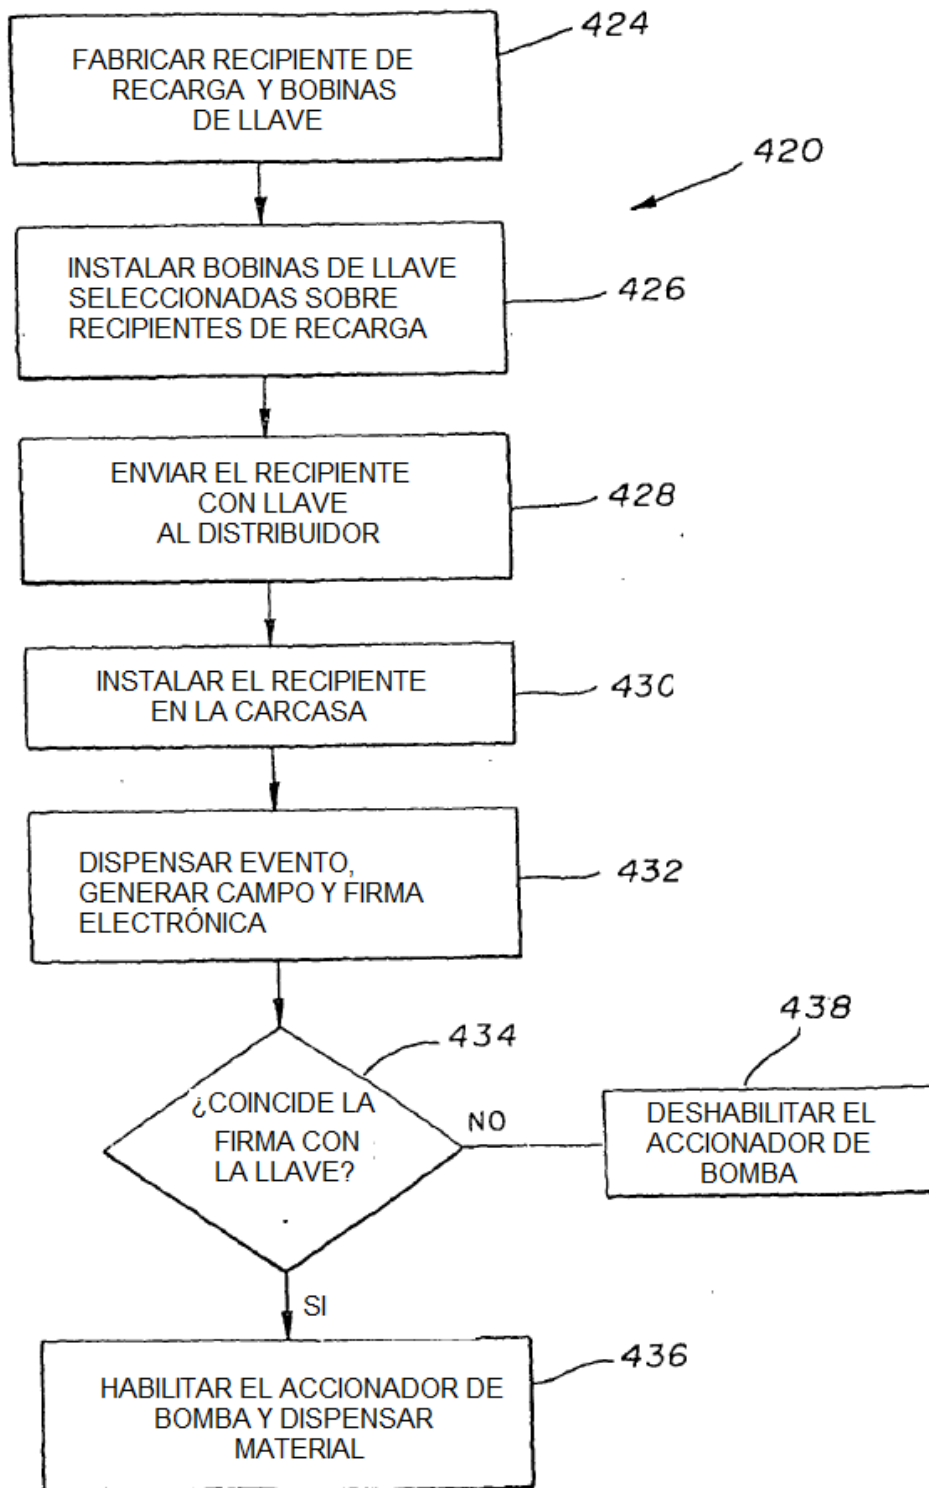 FABRICAR RECIPIENTE DE
RECARGA Y BOBINAS
DE LLAVE
424
420
INSTALAR BOBINAS DE LLAVE
SELECCIONADAS SOBRE
RECIPIENTES DE RECARGA
426
ENVIAR EL RECIPIENTE
CON LLAVE
AL DISTRIBUIDOR
428
INSTALAR EL RECIPIENTE
EN LA CARCASA
430
DISPENSAR EVENTO,
GENERAR CAMPO Y FIRMA
ELECTRÓNICA
432
434
¿COINCIDE LA
FIRMA CON
LA LLAVE?
NO
438
DESHABILITAR EL
ACCIONADOR DE
BOMBA
SI
HABILITAR EL ACCIONADOR DE
BOMBA Y DISPENSAR
MATERIAL
436